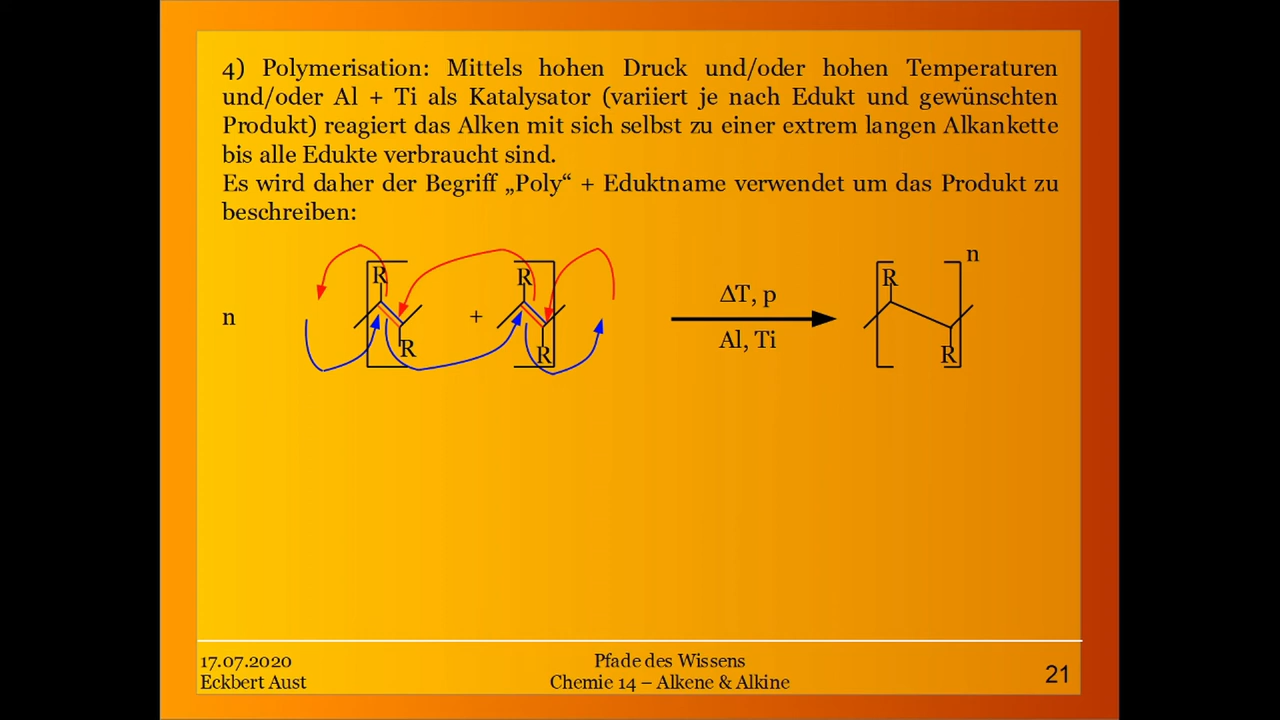 4) Polymerisation: Mittels hohen Druck und/oder hohen Temperaturen
und/oder Al + Ti als Katalysator (variiert je nach Edukt und gewünschten
Produkt) reagiert das Alken mit sich selbst zu einer extrem langen Alkankette
bis alle Edukte verbraucht sind.
Es wird daher der Begriff „Poly“ + Eduktname verwendet um das Produkt zu
beschreiben:
n
R
R
+
R
R
ΔT, p
Al, Ti
R
R
n
17.07.2020
Eckbert Aust
Pfade des Wissens
Chemie 14 – Alkene & Alkine
21